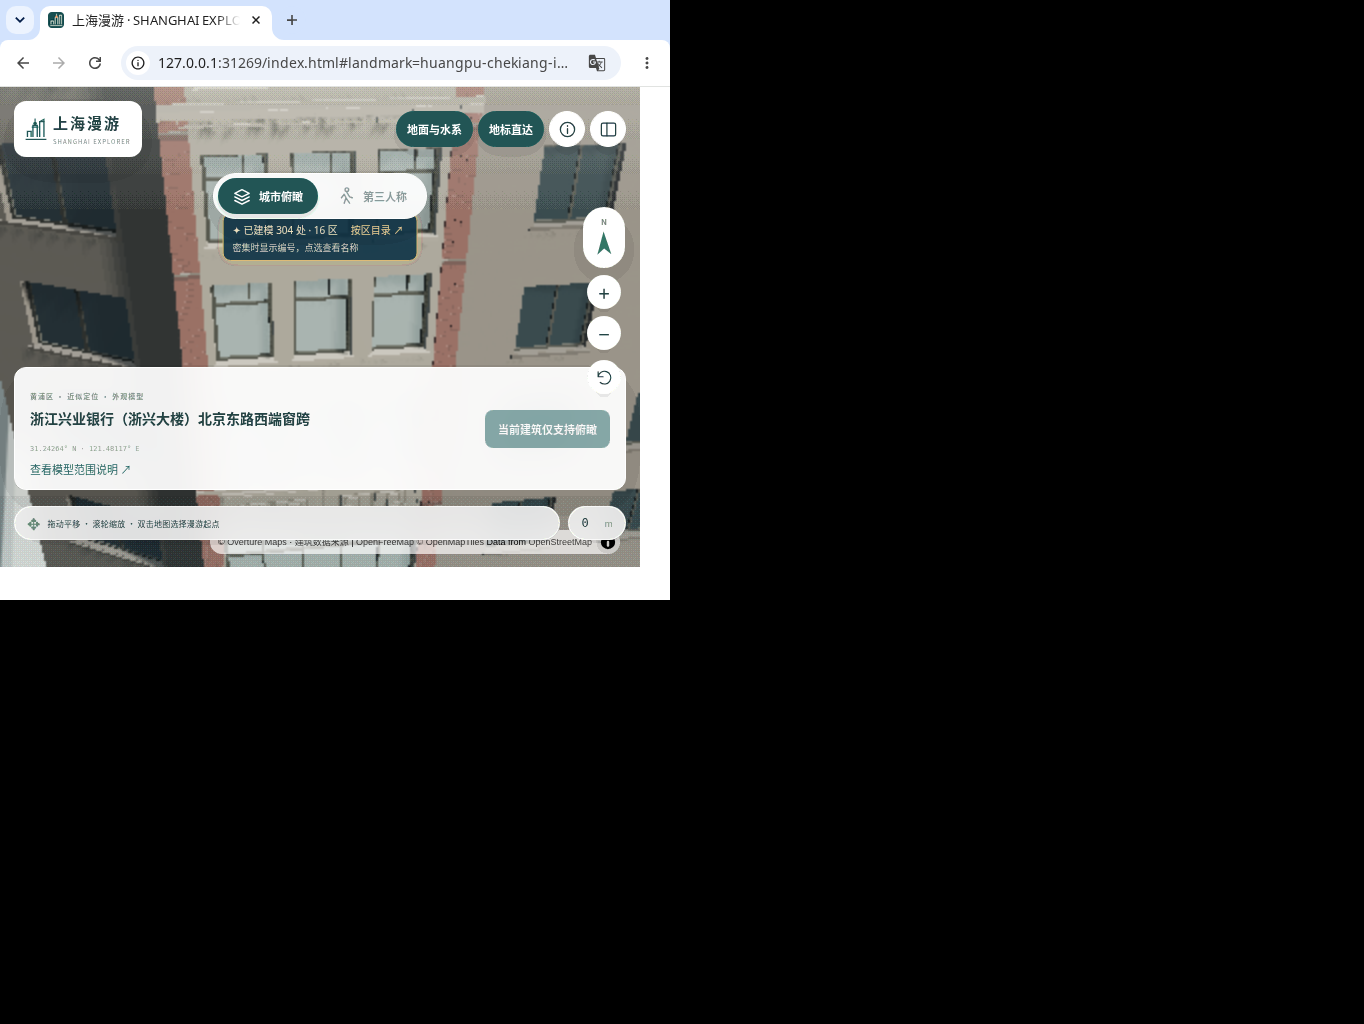 上海漫游 · SHANGHAI EXPLO
127.0.0.1:31269/index.html#landmark=huangpu-chekiang-i...
上海漫游
SHANGHAI EXPLORER
地面与水系
地标直达
城市俯瞰
第三人称
✦ 已建模 304 处 · 16 区 按区目录 ↗
密集时显示编号，点选查看名称
N
+
−
黄浦区 • 近似定位 • 外观模型
浙江兴业银行（浙兴大楼）北京东路西端窗跨
当前建筑仅支持俯瞰
31.24264° N · 121.48117° E
查看模型范围说明 ↗
拖动平移 • 滚轮缩放 • 双击地图选择漫游起点
0 m
© Overture Maps · 建筑数据来源 | OpenFreeMap © OpenMapTiles Data from OpenStreetMap